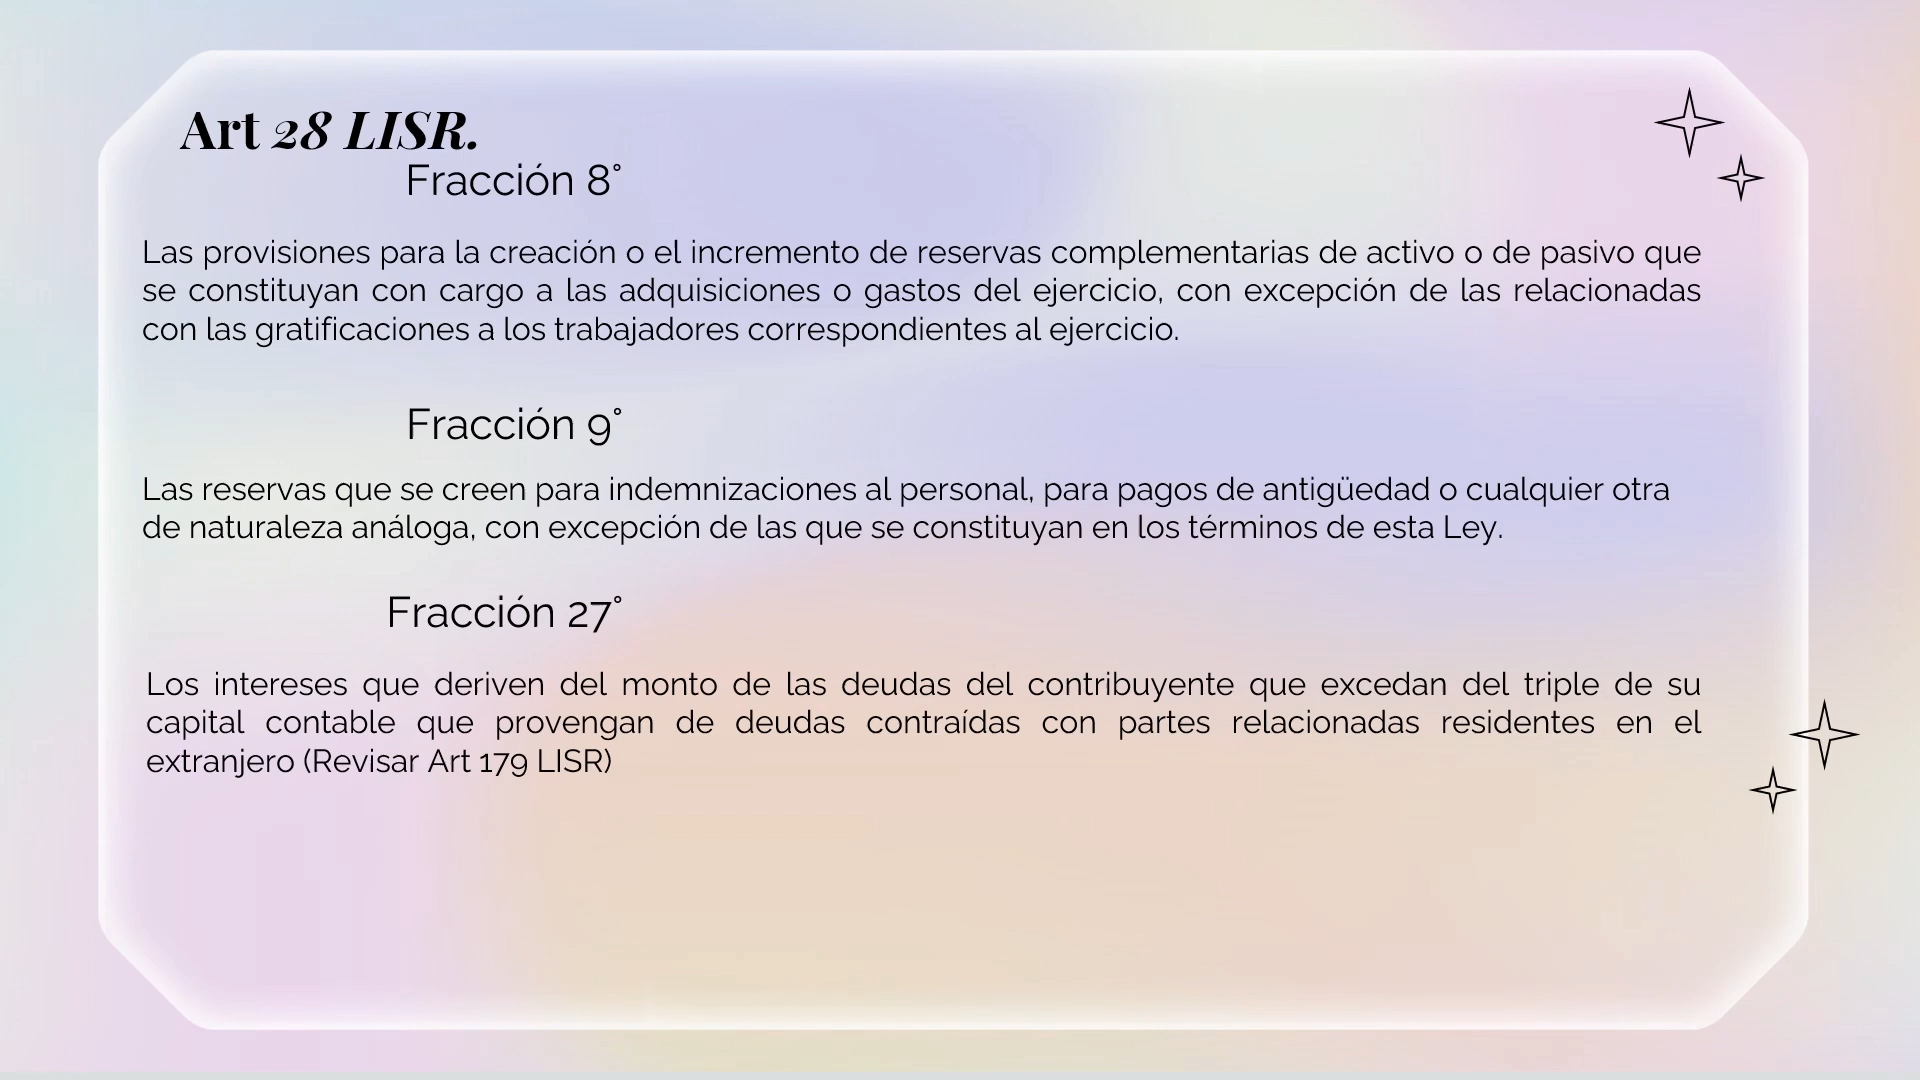 Art 28 LISR.
Fracción 8°
Las provisiones para la creación o el incremento de reservas complementarias de activo o de pasivo que
se constituyan con cargo a las adquisiciones o gastos del ejercicio, con excepción de las relacionadas
con las gratificaciones a los trabajadores correspondientes al ejercicio.
Fracción 9°
Las reservas que se creen para indemnizaciones al personal, para pagos de antigüedad o cualquier otra
de naturaleza análoga, con excepción de las que se constituyan en los términos de esta Ley.
Fracción 27°
Los intereses que deriven del monto de las deudas del contribuyente que excedan del triple de su
capital contable que provengan de deudas contraídas con partes relacionadas residentes en el
extranjero (Revisar Art 179 LISR)